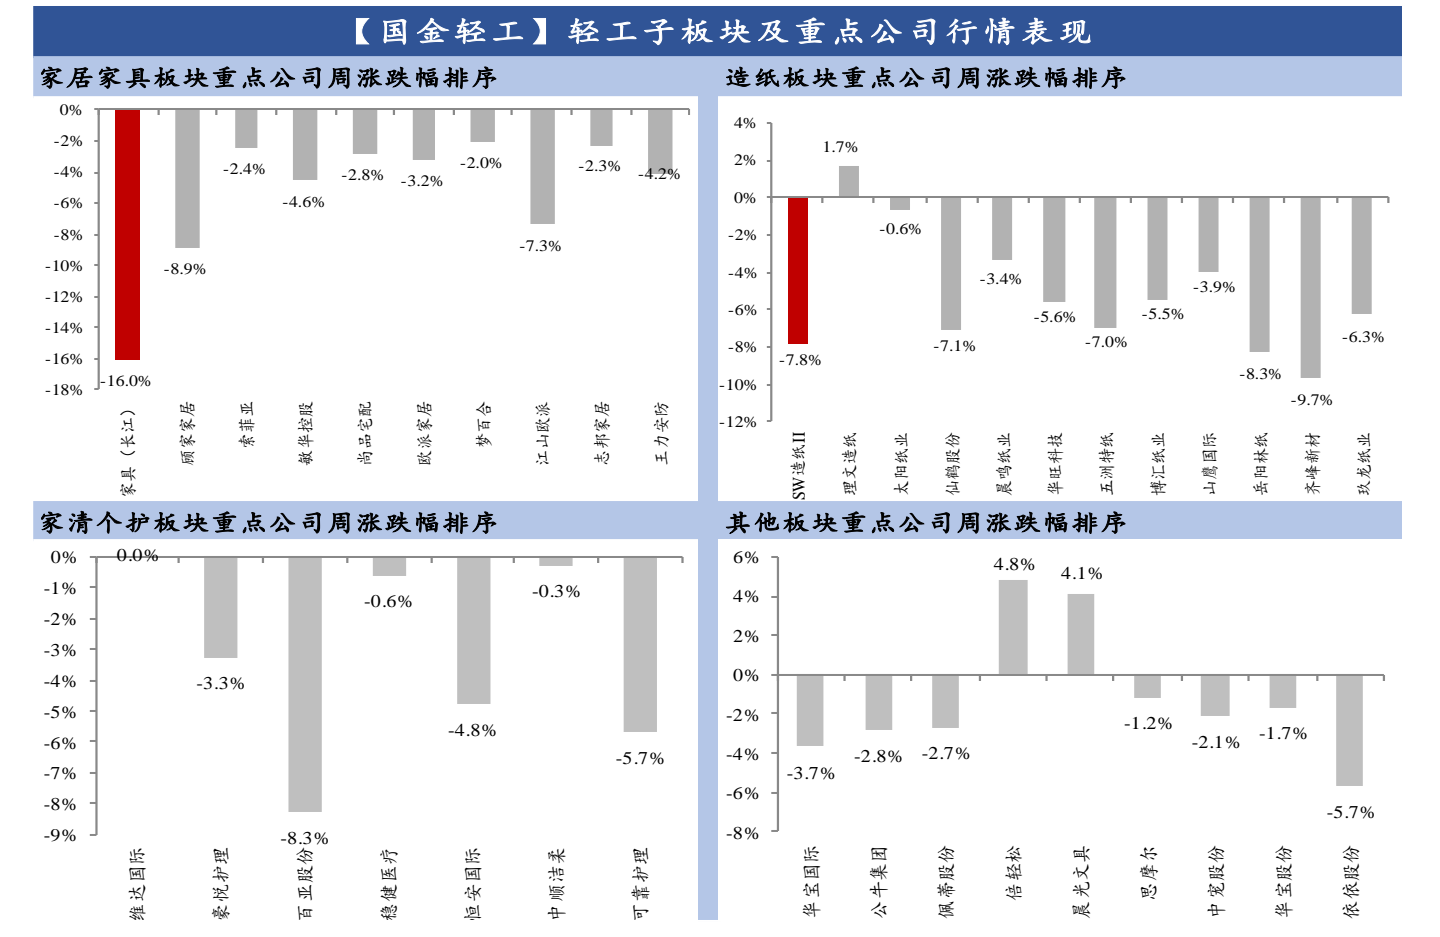 【国金轻工】轻工子板块及重点公司行情表现
家居家具板块重点公司周涨跌幅排序
0%
-2%
-4%
-6%
-8%
-10%
-12%
-14%
-16%
-18%
-16.0%
-8.9%
-2.4%
-4.6%
-2.8%
-3.2%
-2.0%
-7.3%
-2.3%
-4.2%
家具（长江）
顾家家居
索菲亚
敏华控股
尚品宅配
欧派家居
梦百合
江山欧派
志邦家居
王力安防
造纸板块重点公司周涨跌幅排序
4%
2%
0%
-2%
-4%
-6%
-8%
-10%
-12%
-7.8%
1.7%
-0.6%
-7.1%
-3.4%
-5.6%
-7.0%
-5.5%
-3.9%
-8.3%
-9.7%
-6.3%
SW造纸II
理文造纸
太阳纸业
仙鹤股份
晨鸣纸业
华旺科技
五洲特纸
博汇纸业
山鹰国际
岳阳林纸
齐峰新材
玖龙纸业
家清个护板块重点公司周涨跌幅排序
0%
-1%
-2%
-3%
-4%
-5%
-6%
-7%
-8%
-9%
0.0%
-3.3%
-8.3%
-0.6%
-4.8%
-0.3%
-5.7%
维达国际
豪悦护理
百亚股份
稳健医疗
恒安国际
中顺洁柔
可靠护理
其他板块重点公司周涨跌幅排序
6%
4%
2%
0%
-2%
-4%
-6%
-8%
-3.7%
-2.8%
-2.7%
4.8%
4.1%
-1.2%
-2.1%
-1.7%
-5.7%
华宝国际
公牛集团
佩蒂股份
倍轻松
晨光文具
思摩尔
中宠股份
华宝股份
依依股份